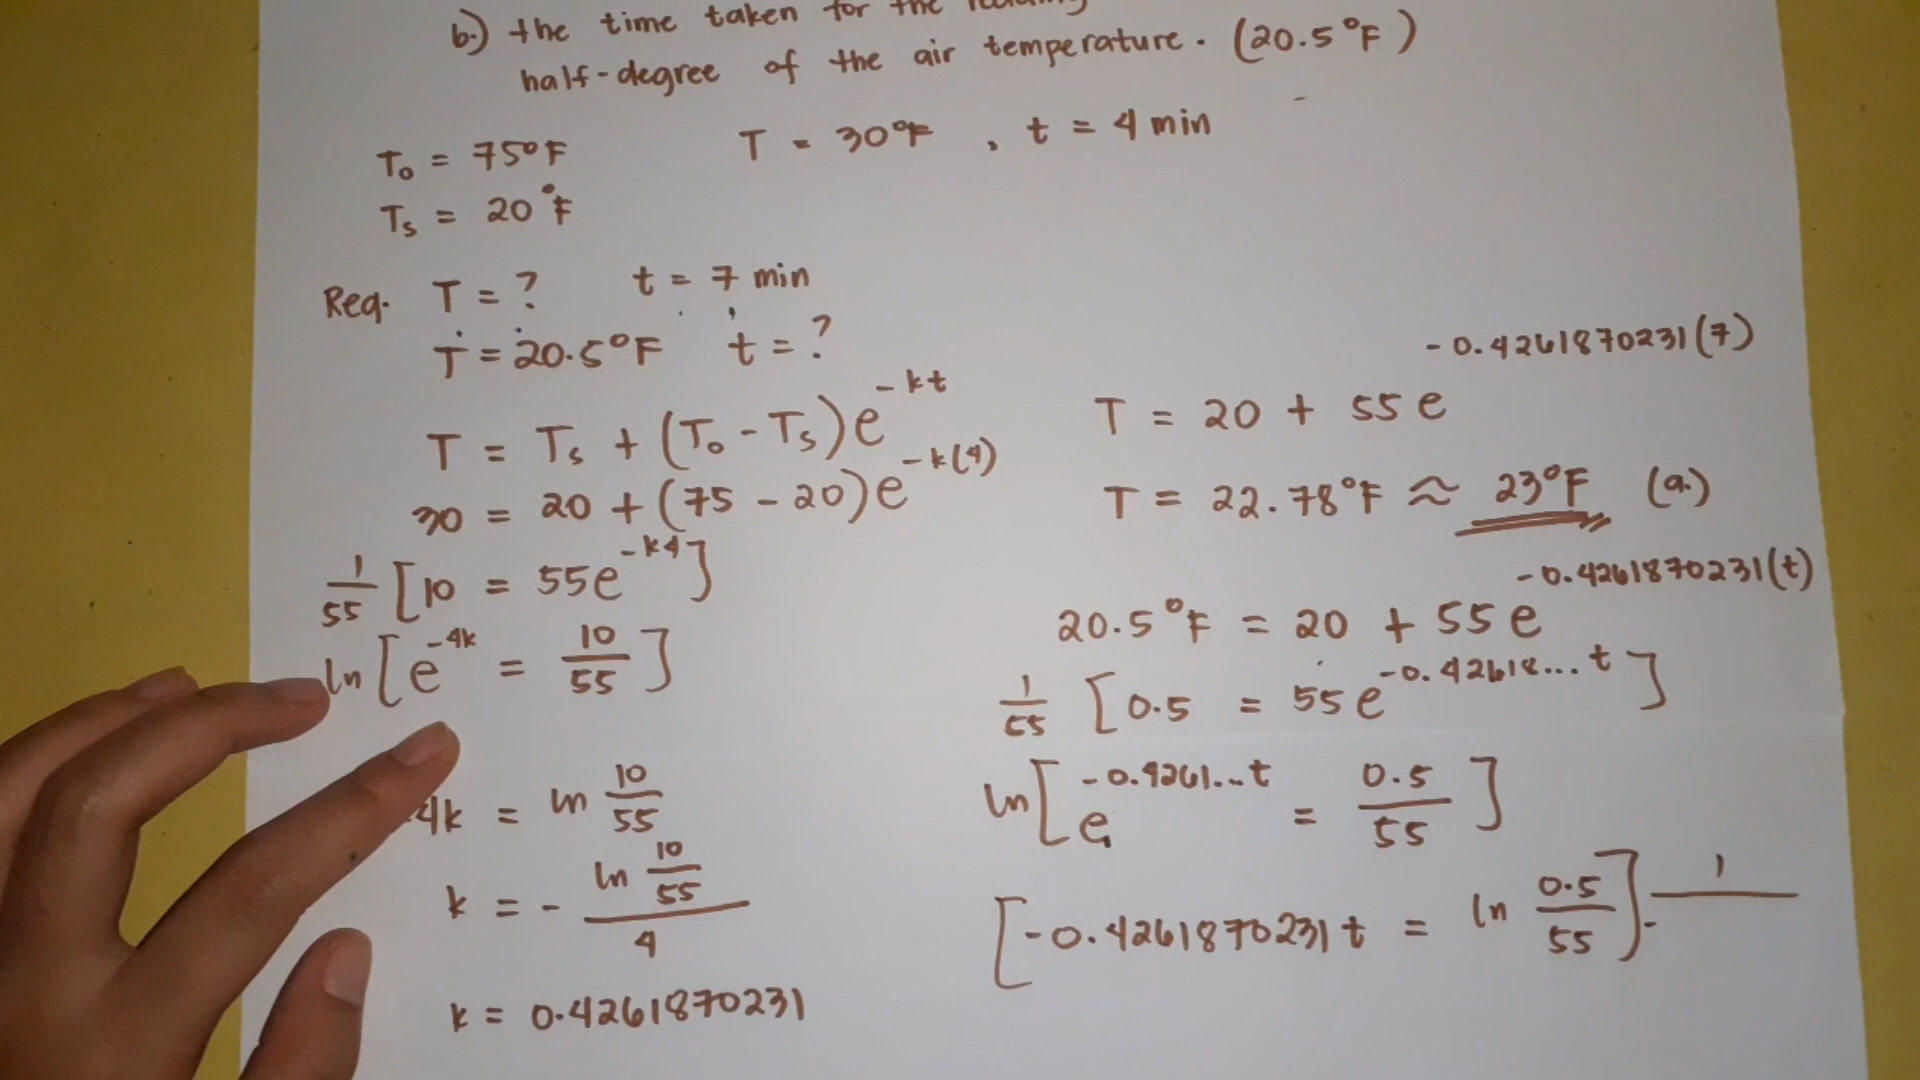 b.) the time taken for the reading
half-degree of the air temperature. (20.5°F)
T₀ = 75°F
T = 30°F , t = 4 min
Tₛ = 20°F
Req. T = ? t = 7 min
T = 20.5°F t = ?
T = Tₛ + (T₀ - Tₛ)e^-kt
30 = 20 + (75 - 20)e^-k(4)
1/55 [10 = 55e^-k4]
ln [e^-4k = 10/55]
4k = ln 10/55
k = - ln 10/55 / 4
k = 0.4261870231
T = 20 + 55e^-0.4261870231(7)
T = 22.78°F ≈ 23°F (a.)
20.5°F = 20 + 55e^-0.4261870231(t)
1/55 [0.5 = 55e^-0.42618...t]
ln [e^-0.4261...t = 0.5/55]
[-0.4261870231t = ln 0.5/55] 1/-